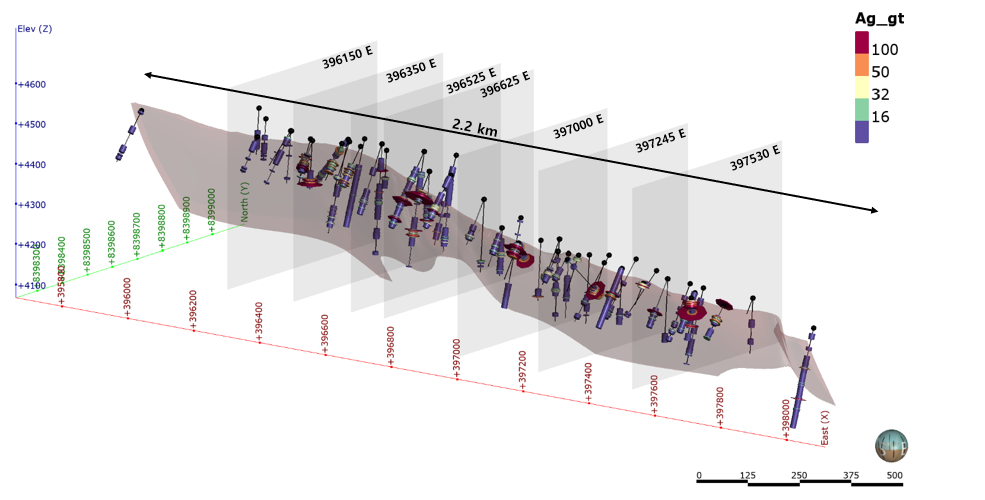 Ag_gt
100
50
32
16
Elev (Z)
+4600
+4500
+4400
+4300
+4200
+4100
396150 E
396350 E
396525 E
396625 E
397000 E
397245 E
397530 E
2.2 km
North (Y)
+8399000
+8398900
+8398800
+8398700
+8398600
+8398500
+8398400
+8398300
+395800
+396000
+396200
+396400
+396600
+396800
+397000
+397200
+397400
+397600
+397800
+398000
East (X)
S E
0 125 250 375 500